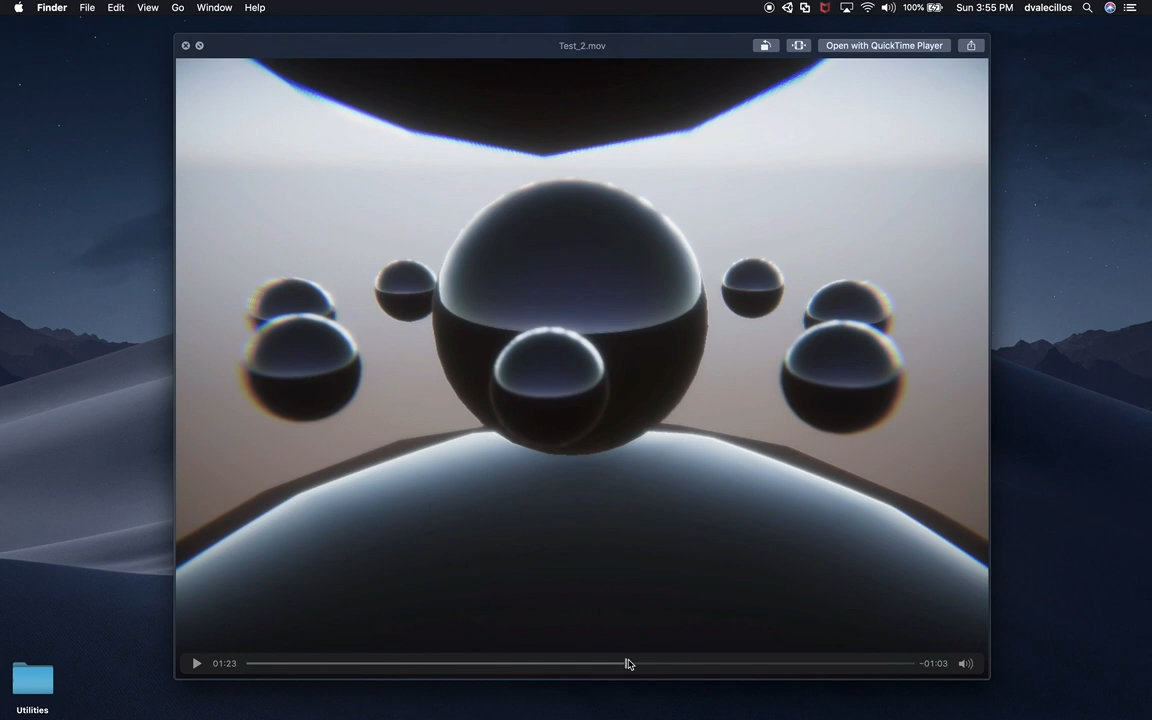 Finder File Edit View Go Window Help 100% Sun 3:55 PM dvalecillos
Test_2.mov Open with QuickTime Player
01:23 -01:03
Utilities